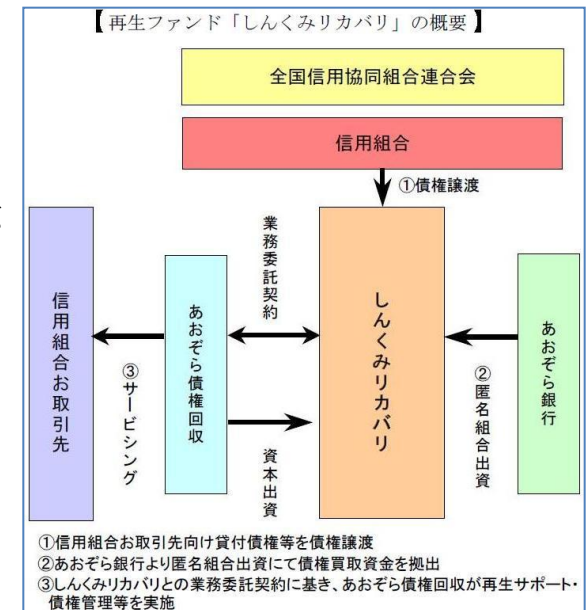 【再生ファンド「しんくみリカバリ」の概要】
全国信用協同組合連合会
信用組合
①債権譲渡
信用組合お取引先
③サービシング
あおぞら債権回収
業務委託契約
資本出資
しんくみリカバリ
②匿名組合出資
あおぞら銀行
①信用組合お取引先向け貸付債権等を債権譲渡
②あおぞら銀行より匿名組合出資にて債権買取資金を拠出
③しんくみリカバリとの業務委託契約に基き、あおぞら債権回収が再生サポート・
債権管理等を実施